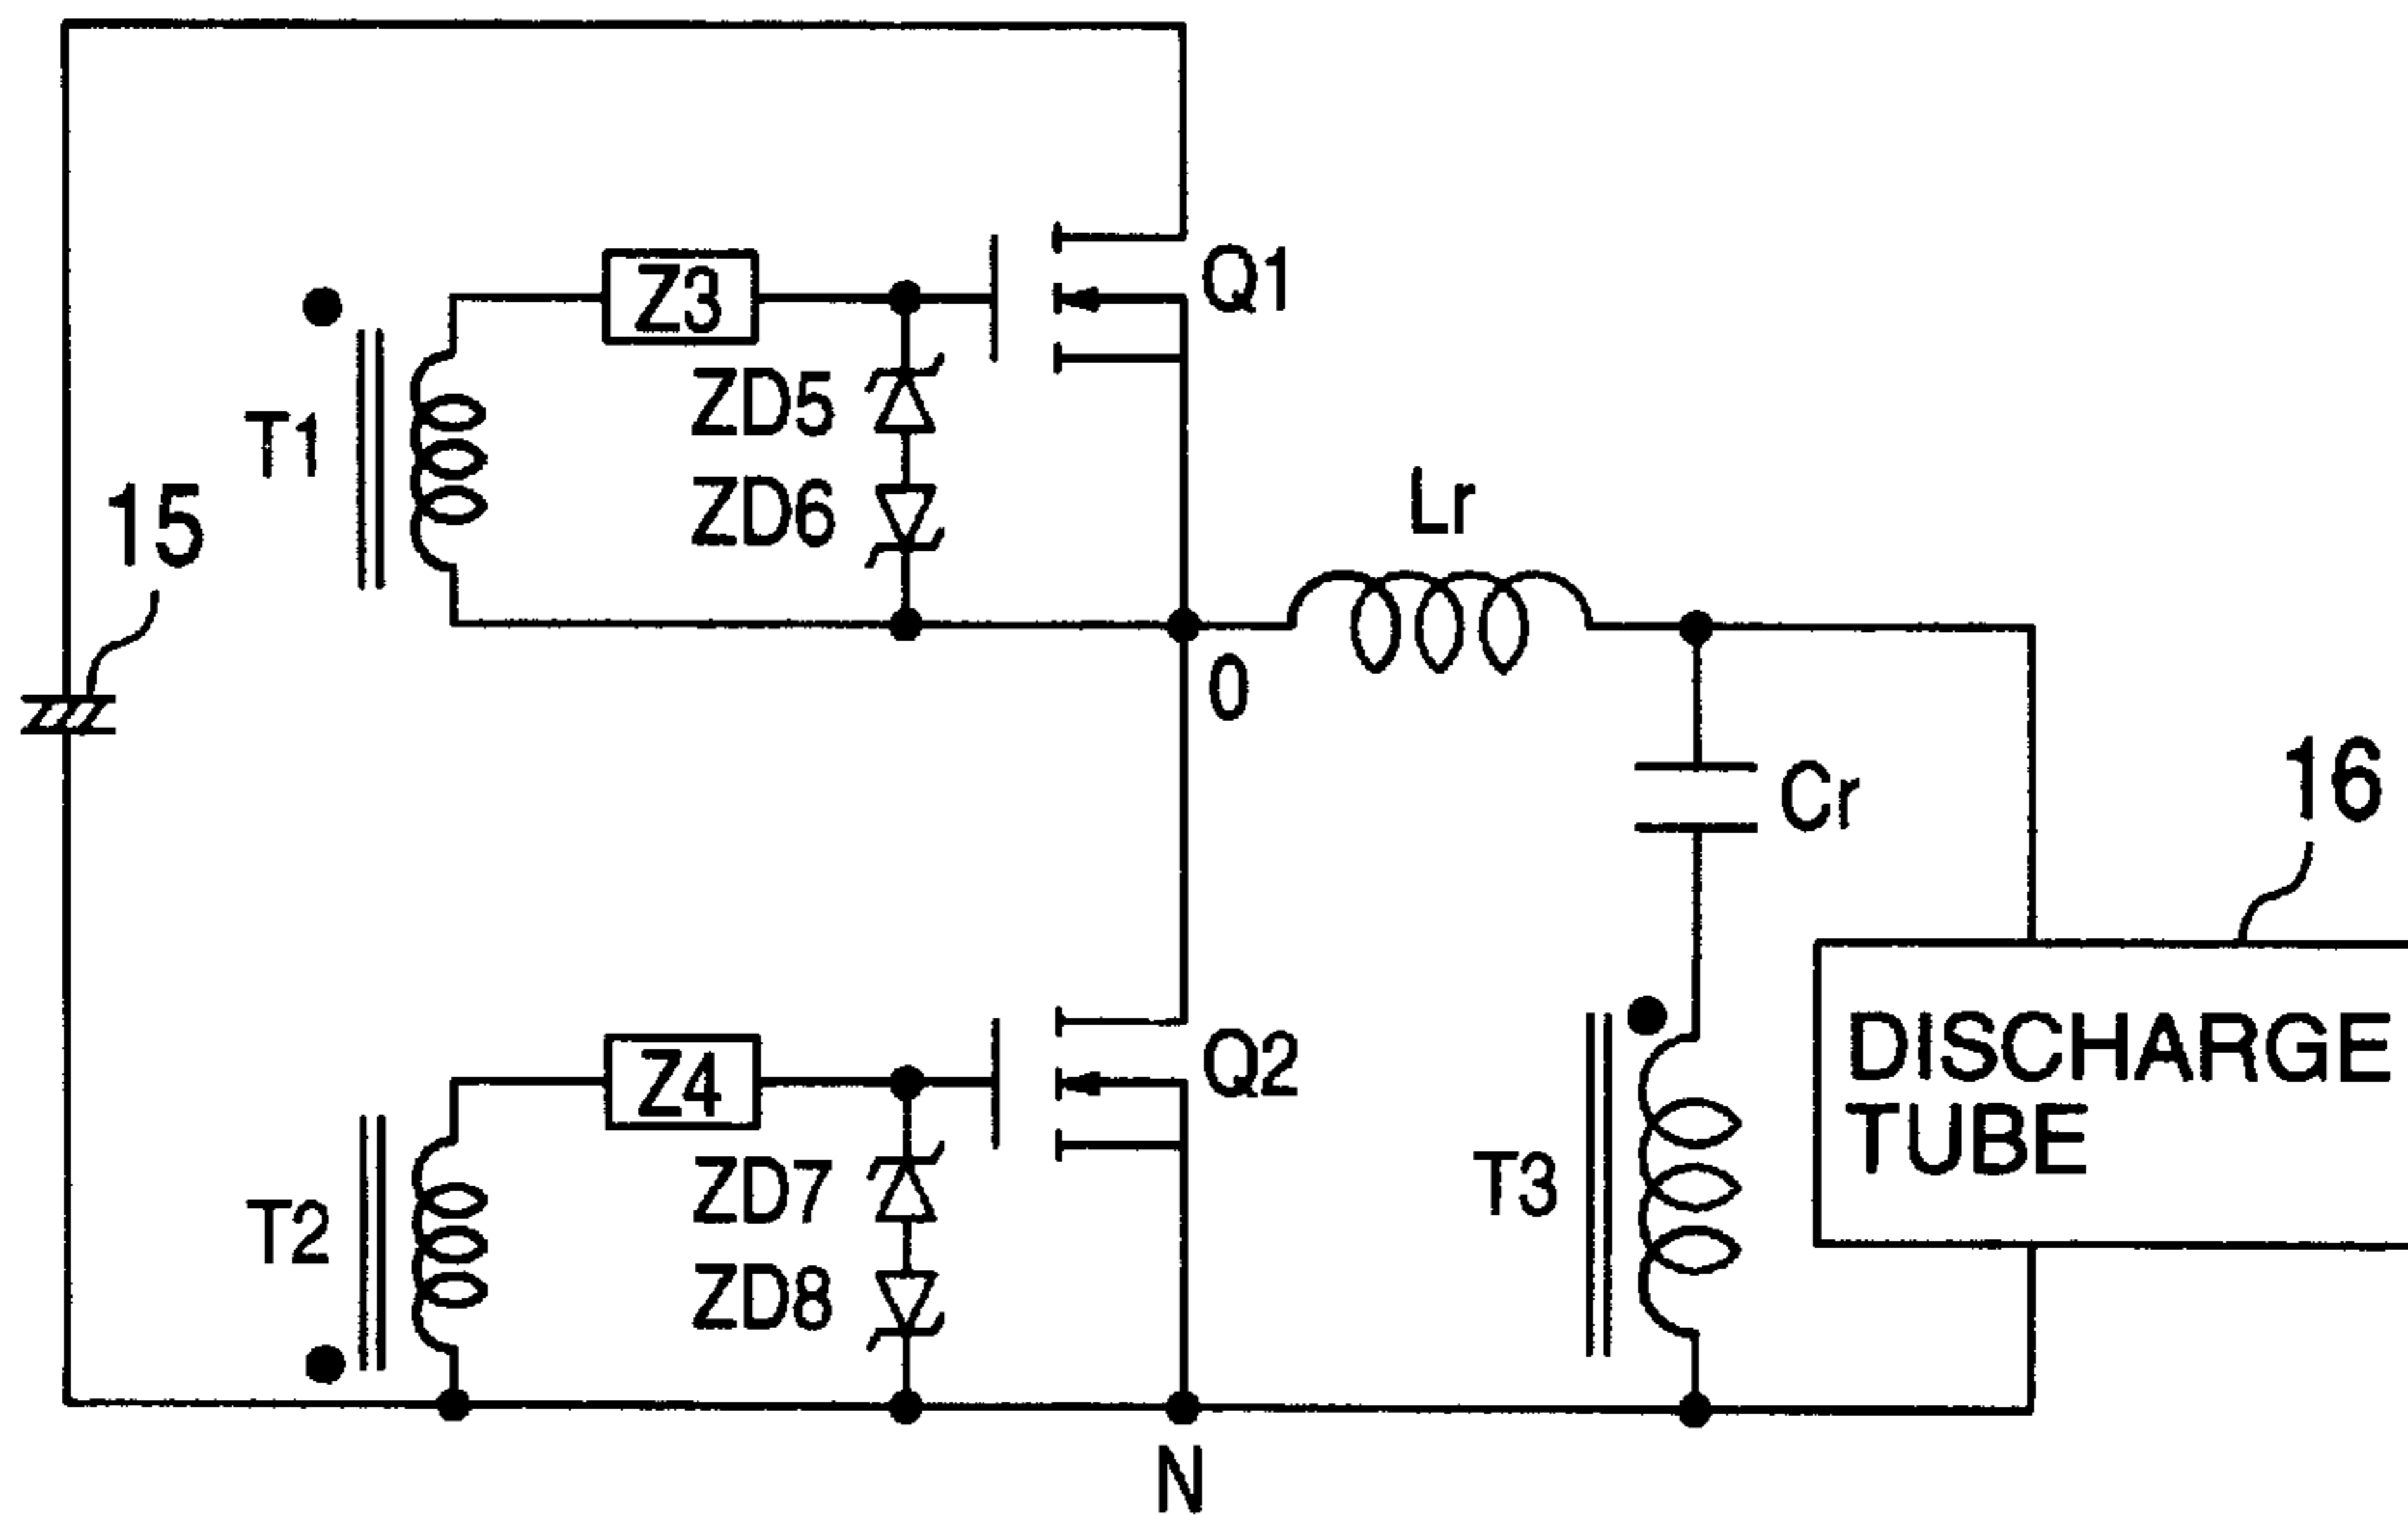 Z3
Q1
ZD5
T1
ZD6
15
Lr
0
Cr
16
Z4
Q2
DISCHARGE
TUBE
ZD7
T3
T2
ZD8
N